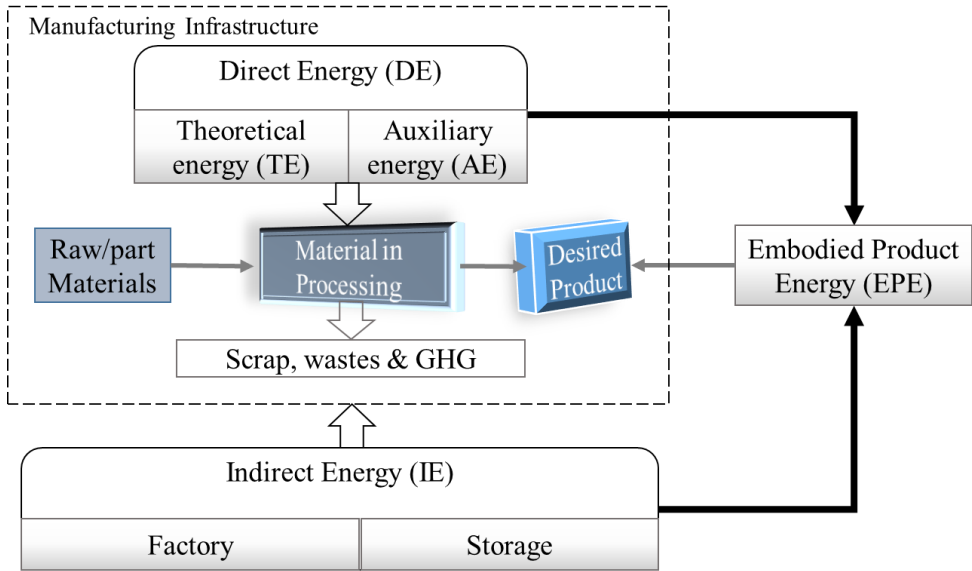 Manufacturing Infrastructure
Direct Energy (DE)
Theoretical
energy (TE)
Auxiliary
energy (AE)
Raw/part
Materials
Material in
Processing
Desired
Product
Embodied Product
Energy (EPE)
Scrap, wastes & GHG
Indirect Energy (IE)
Factory
Storage